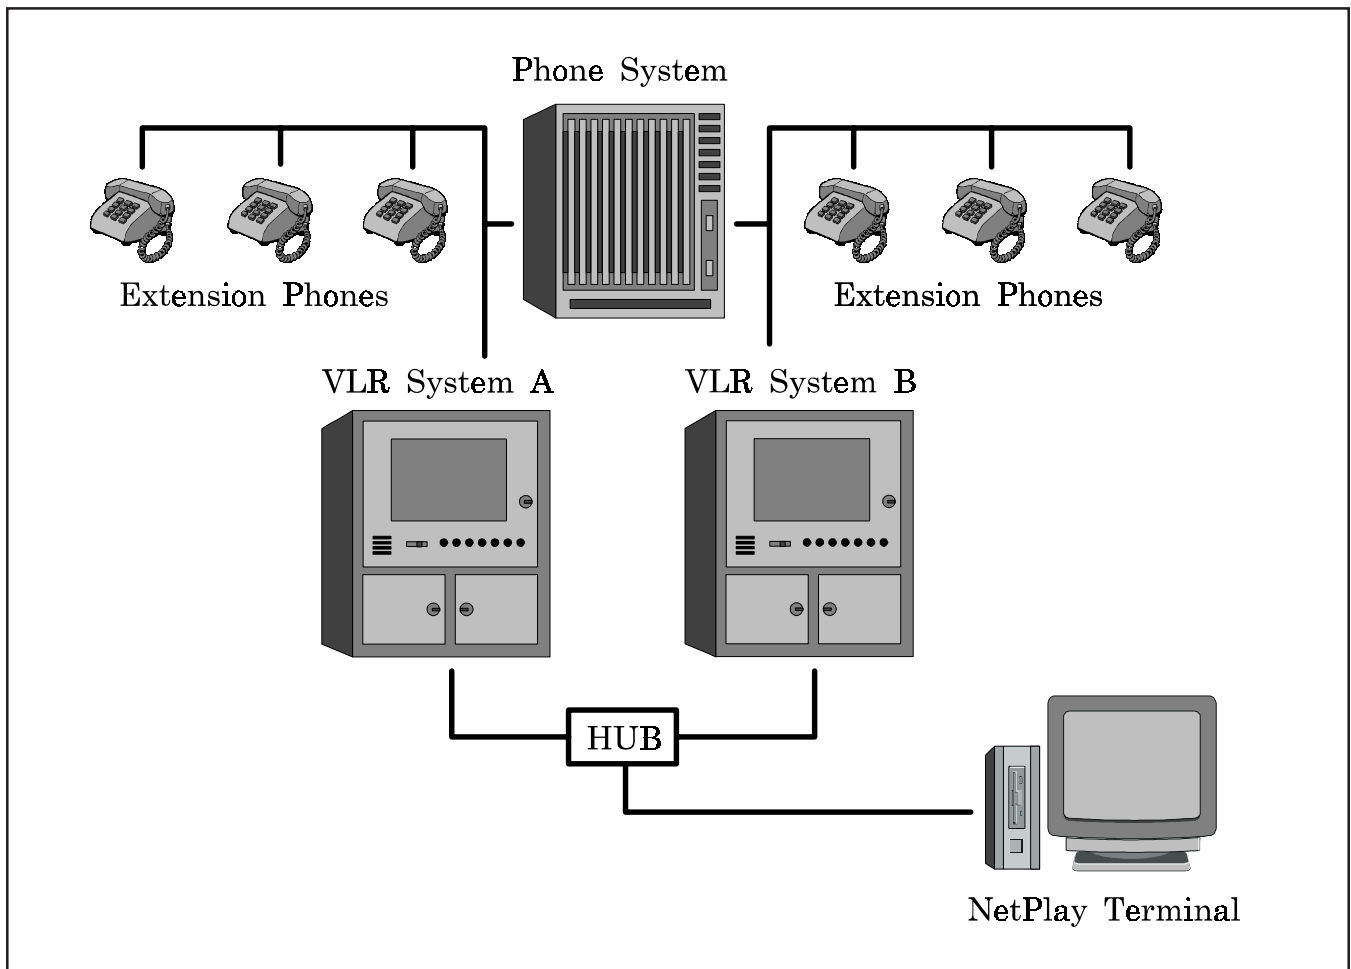 Phone System
Extension Phones
Extension Phones
VLR System A
VLR System B
HUB
NetPlay Terminal